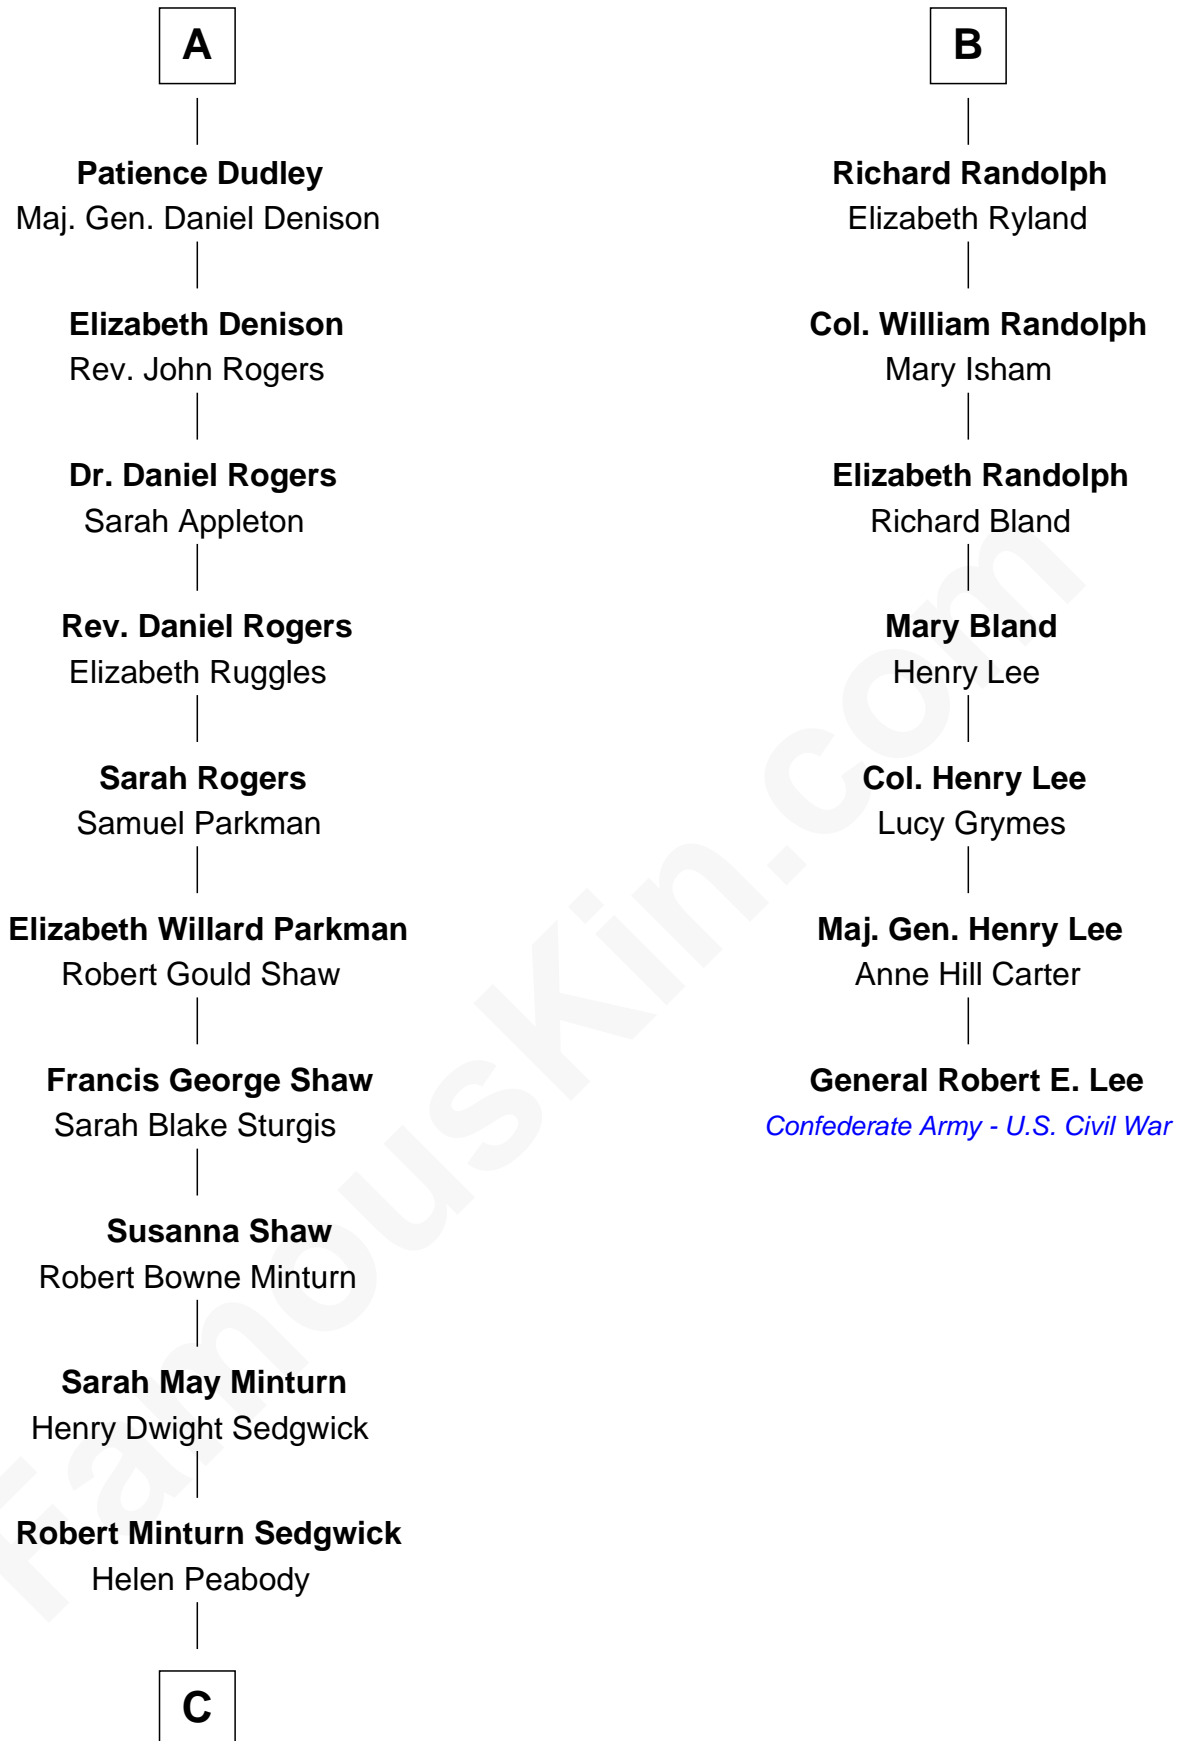 A
Patience Dudley
Maj. Gen. Daniel Denison
Elizabeth Denison
Rev. John Rogers
Dr. Daniel Rogers
Sarah Appleton
Rev. Daniel Rogers
Elizabeth Ruggles
Sarah Rogers
Samuel Parkman
Elizabeth Willard Parkman
Robert Gould Shaw
Francis George Shaw
Sarah Blake Sturgis
Susanna Shaw
Robert Bowne Minturn
Sarah May Minturn
Henry Dwight Sedgwick
Robert Minturn Sedgwick
Helen Peabody
C
B
Richard Randolph
Elizabeth Ryland
Col. William Randolph
Mary Isham
Elizabeth Randolph
Richard Bland
Mary Bland
Henry Lee
Col. Henry Lee
Lucy Grymes
Maj. Gen. Henry Lee
Anne Hill Carter
General Robert E. Lee
Confederate Army - U.S. Civil War
FamousKin.com